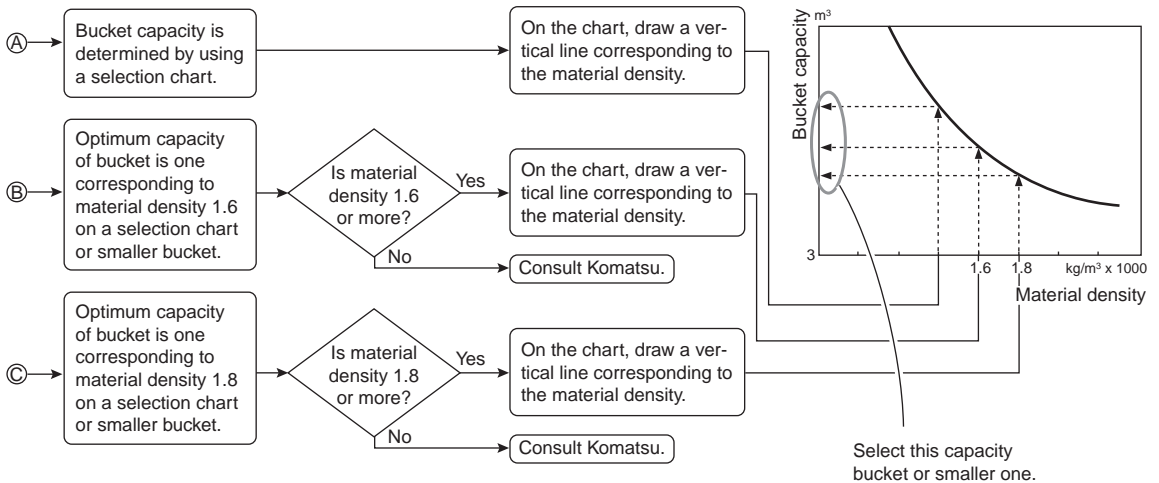 A
Bucket capacity is
determined by using
a selection chart.
On the chart, draw a ver-
tical line corresponding to
the material density.
B
Optimum capacity
of bucket is one
corresponding to
material density 1.6
on a selection chart
or smaller bucket.
Is material
density 1.6
or more?
Yes
On the chart, draw a ver-
tical line corresponding to
the material density.
No
Consult Komatsu.
C
Optimum capacity
of bucket is one
corresponding to
material density 1.8
on a selection chart
or smaller bucket.
Is material
density 1.8
or more?
Yes
On the chart, draw a ver-
tical line corresponding to
the material density.
No
Consult Komatsu.
m³
Bucket capacity
3
1.6
1.8
kg/m³ x 1000
Material density
Select this capacity
bucket or smaller one.